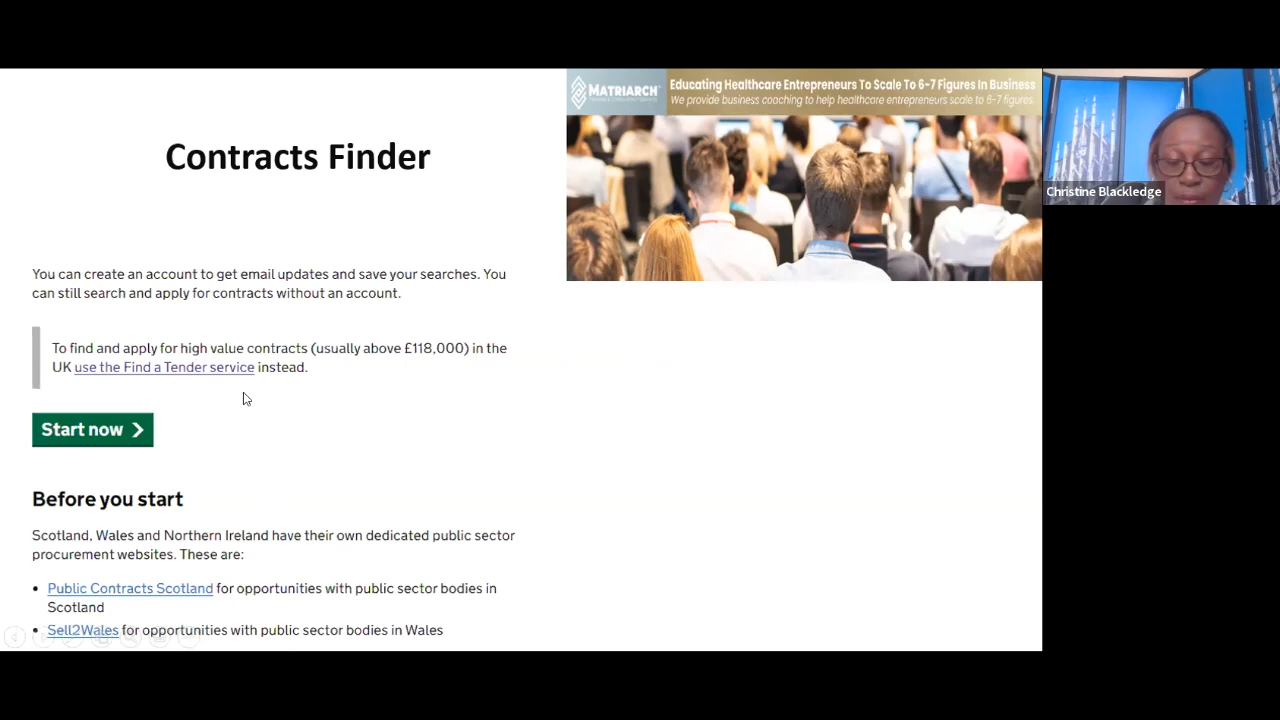 Contracts Finder
You can create an account to get email updates and save your searches. You
can still search and apply for contracts without an account.
To find and apply for high value contracts (usually above £118,000) in the
UK use the Find a Tender service instead.
Start now
Before you start
Scotland, Wales and Northern Ireland have their own dedicated public sector
procurement websites. These are:
• Public Contracts Scotland for opportunities with public sector bodies in
Scotland
• Sell2Wales for opportunities with public sector bodies in Wales
MATRIARCH
Educating Healthcare Entrepreneurs To Scale To 6-7 Figures In Business
We provide business coaching to help healthcare entrepreneurs scale to 6-7 figures.
Christine Blackledge